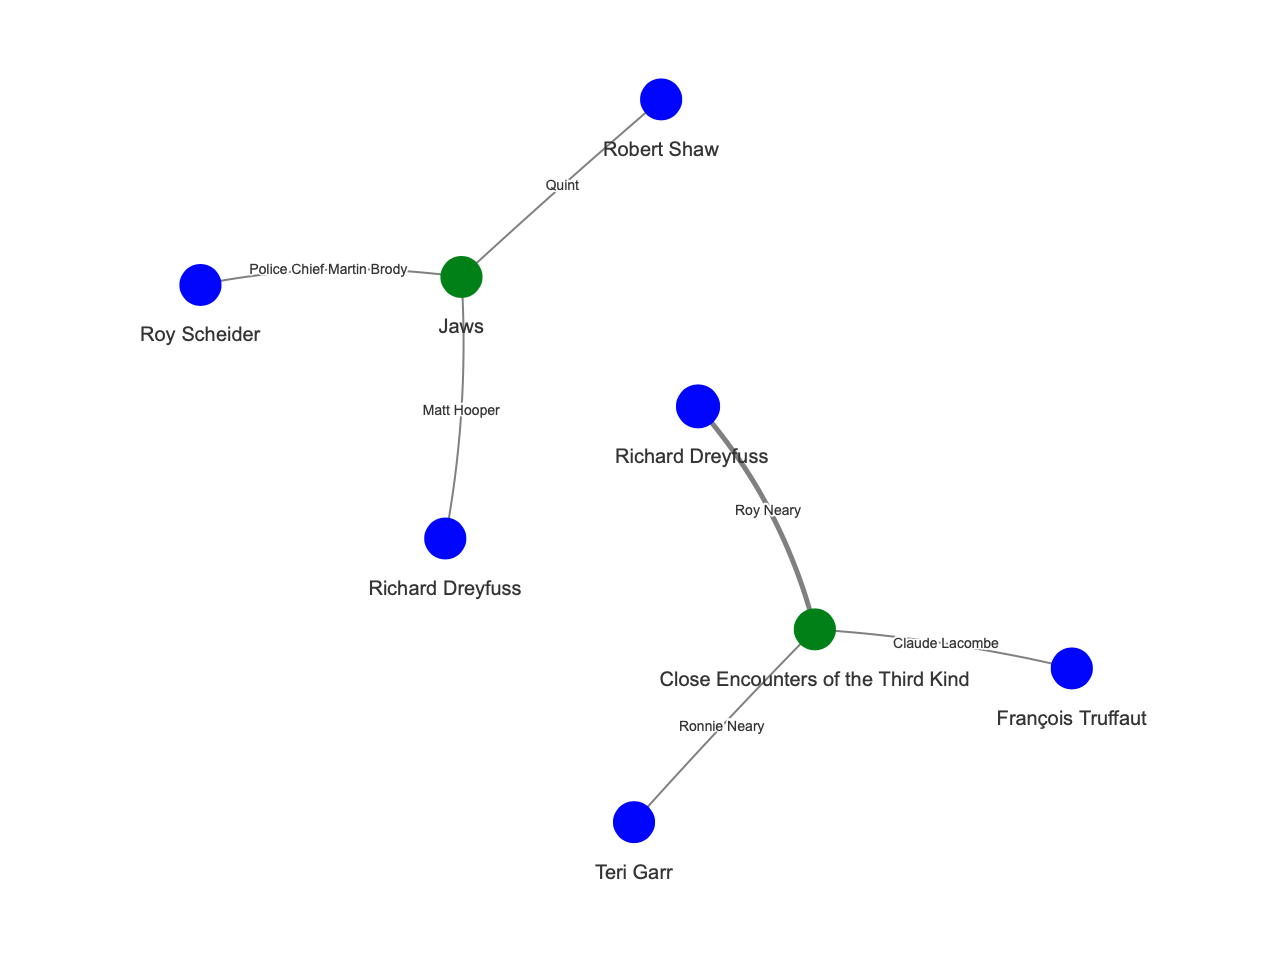 Robert Shaw
Quint
Police Chief Martin Brody
Roy Scheider
Jaws
Matt Hooper
Richard Dreyfuss
Richard Dreyfuss
Roy Neary
Claude Lacombe
Close Encounters of the Third Kind
François Truffaut
Ronnie Neary
Teri Garr